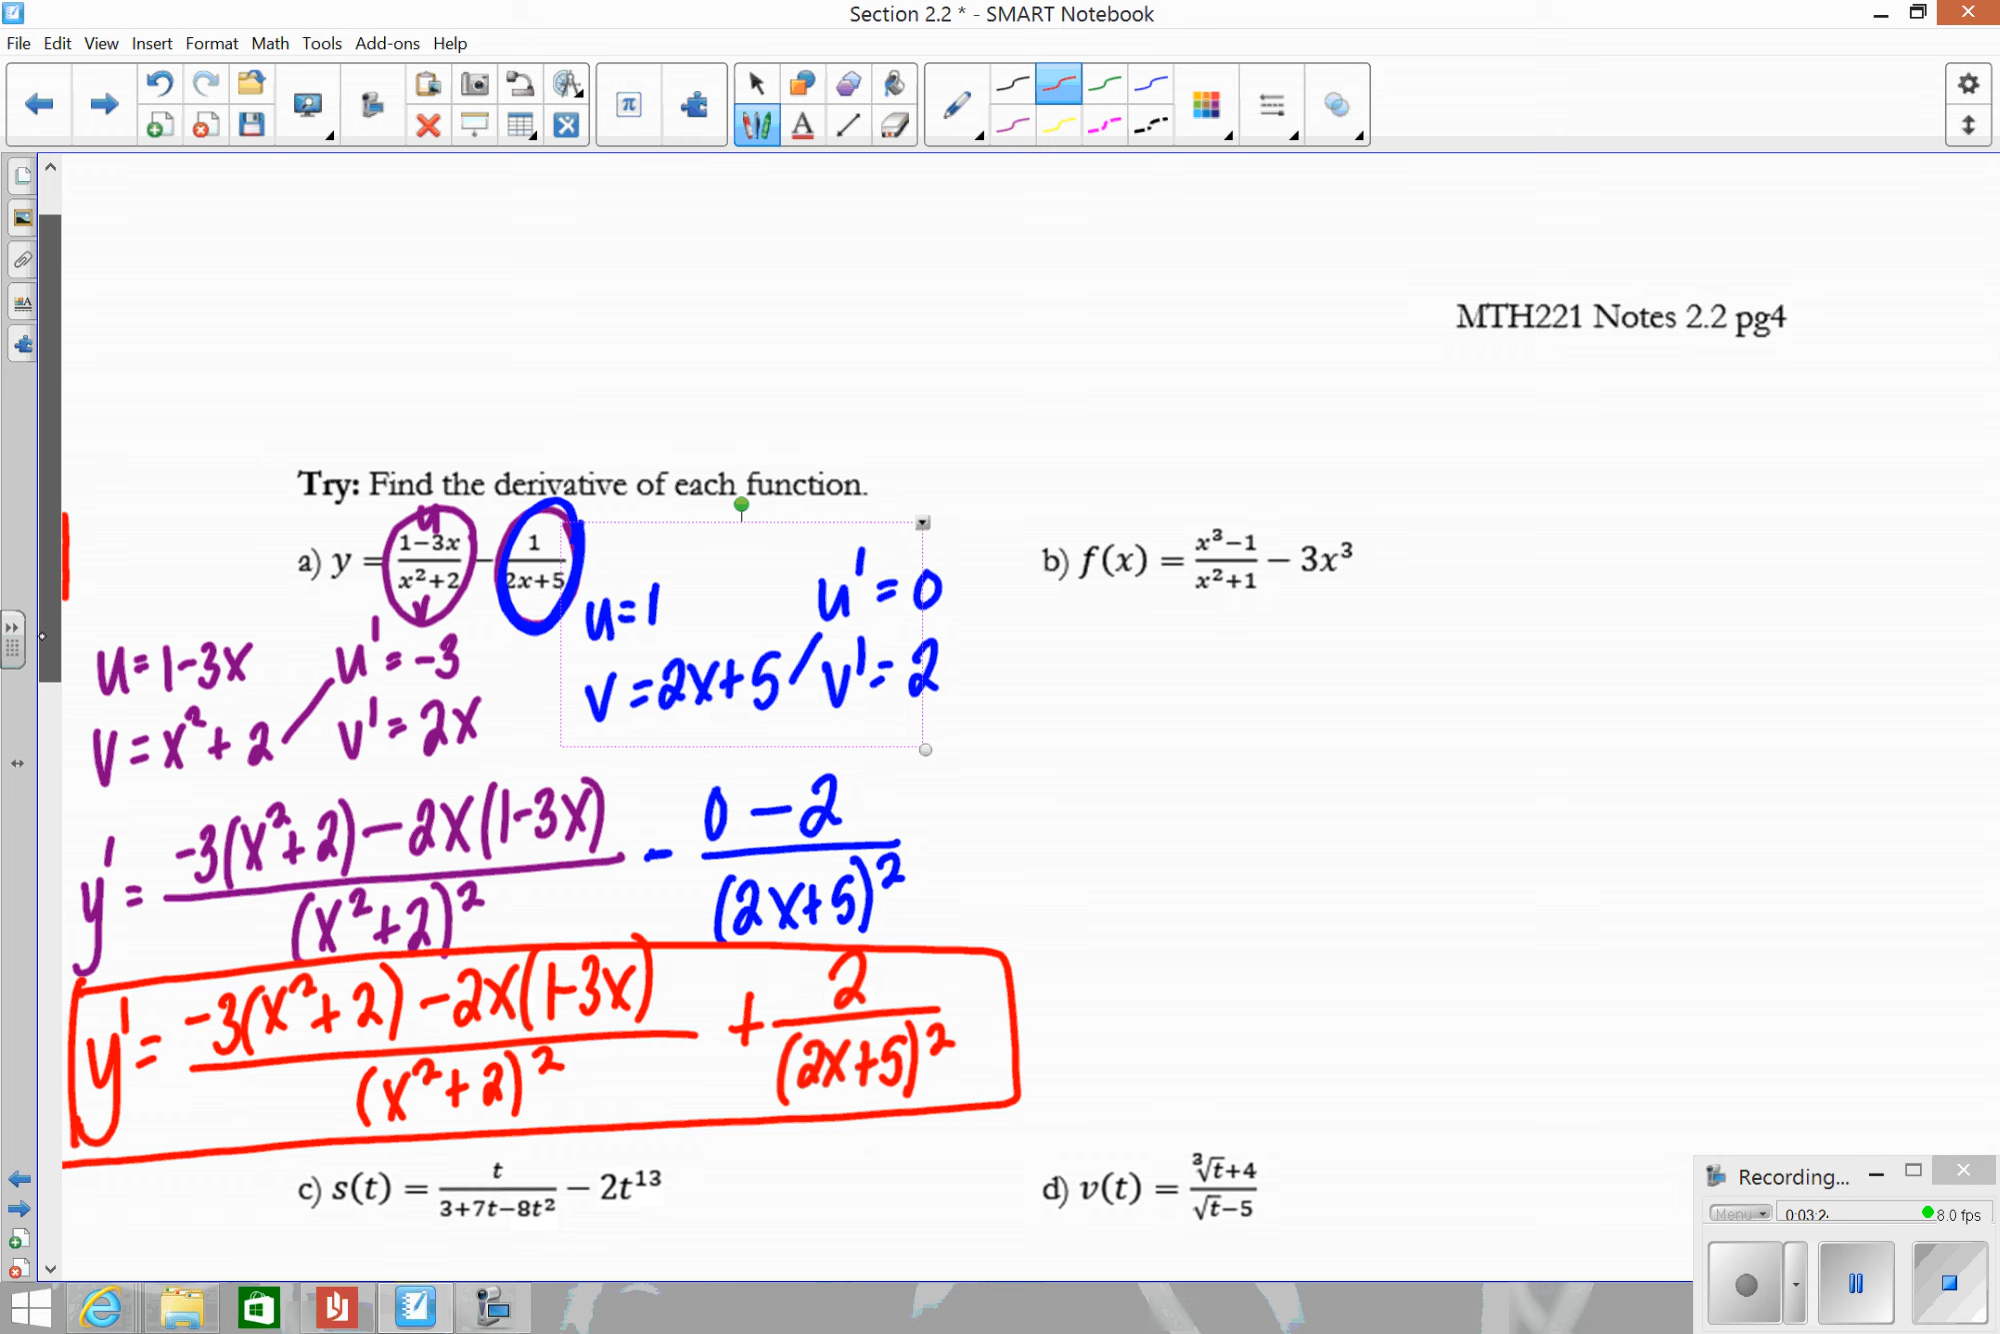 Section 2.2 * - SMART Notebook
File Edit View Insert Format Math Tools Add-ons Help
MTH221 Notes 2.2 pg4
Try: Find the derivative of each function.
a) y = (1−3x)/(x²+2) − 1/(2x+5)
u
v
b) f(x) = (x³−1)/(x²+1) − 3x³
u=1 u'=0
v=2x+5 v'=2
u=1-3x u'=-3
v=x²+2 v'=2x
y' = (-3(x²+2)-2x(1-3x))/(x²+2)² - (0-2)/(2x+5)²
y' = (-3(x²+2)-2x(1-3x))/(x²+2)² + 2/(2x+5)²
c) s(t) = t/(3+7t−8t²) − 2t¹³
d) v(t) = (∛t+4)/(√t−5)
Recording...
Menu 0:03:2 8.0 fps